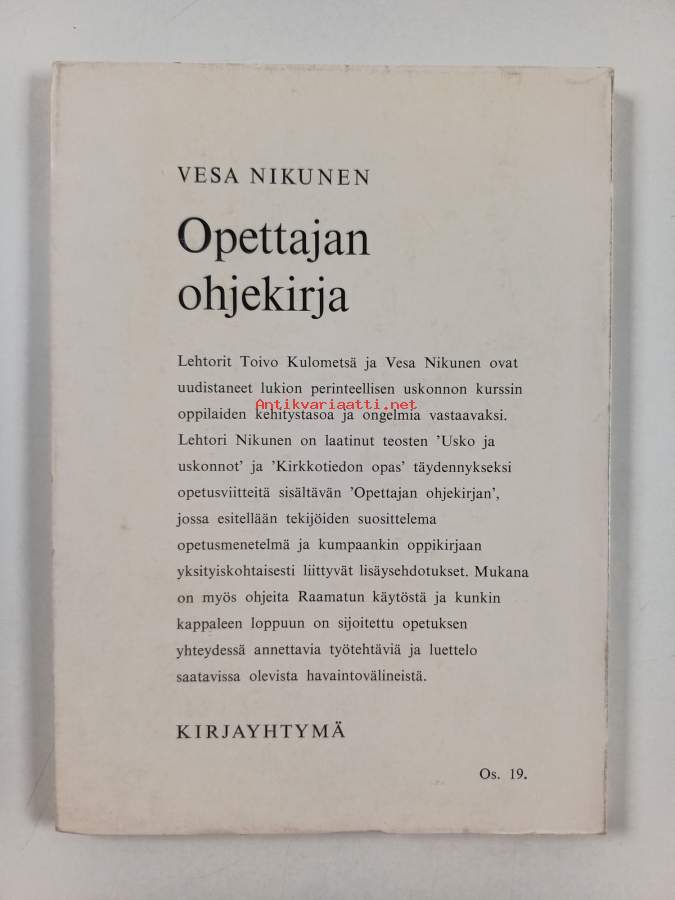 VESA NIKUNEN
Opettajan
ohjekirja
Lehtorit Toivo Kulometsä ja Vesa Nikunen ovat
uudistaneet lukion perinteellisen uskonnon kurssin
Antikvariaatti.net
oppilaiden kehitystasoa ja ongelmia vastaavaksi.
Lehtori Nikunen on laatinut teosten 'Usko ja
uskonnot' ja 'Kirkkotiedon opas' täydennykseksi
opetusviitteitä sisältävän 'Opettajan ohjekirjan',
jossa esitellään tekijöiden suosittelema
opetusmenetelmä ja kumpaankin oppikirjaan
yksityiskohtaisesti liittyvät lisäysehdotukset. Mukana
on myös ohjeita Raamatun käytöstä ja kunkin
kappaleen loppuun on sijoitettu opetuksen
yhteydessä annettavia työtehtäviä ja luettelo
saatavissa olevista havaintovälineistä.
KIRJAYHTYMÄ
Os. 19.